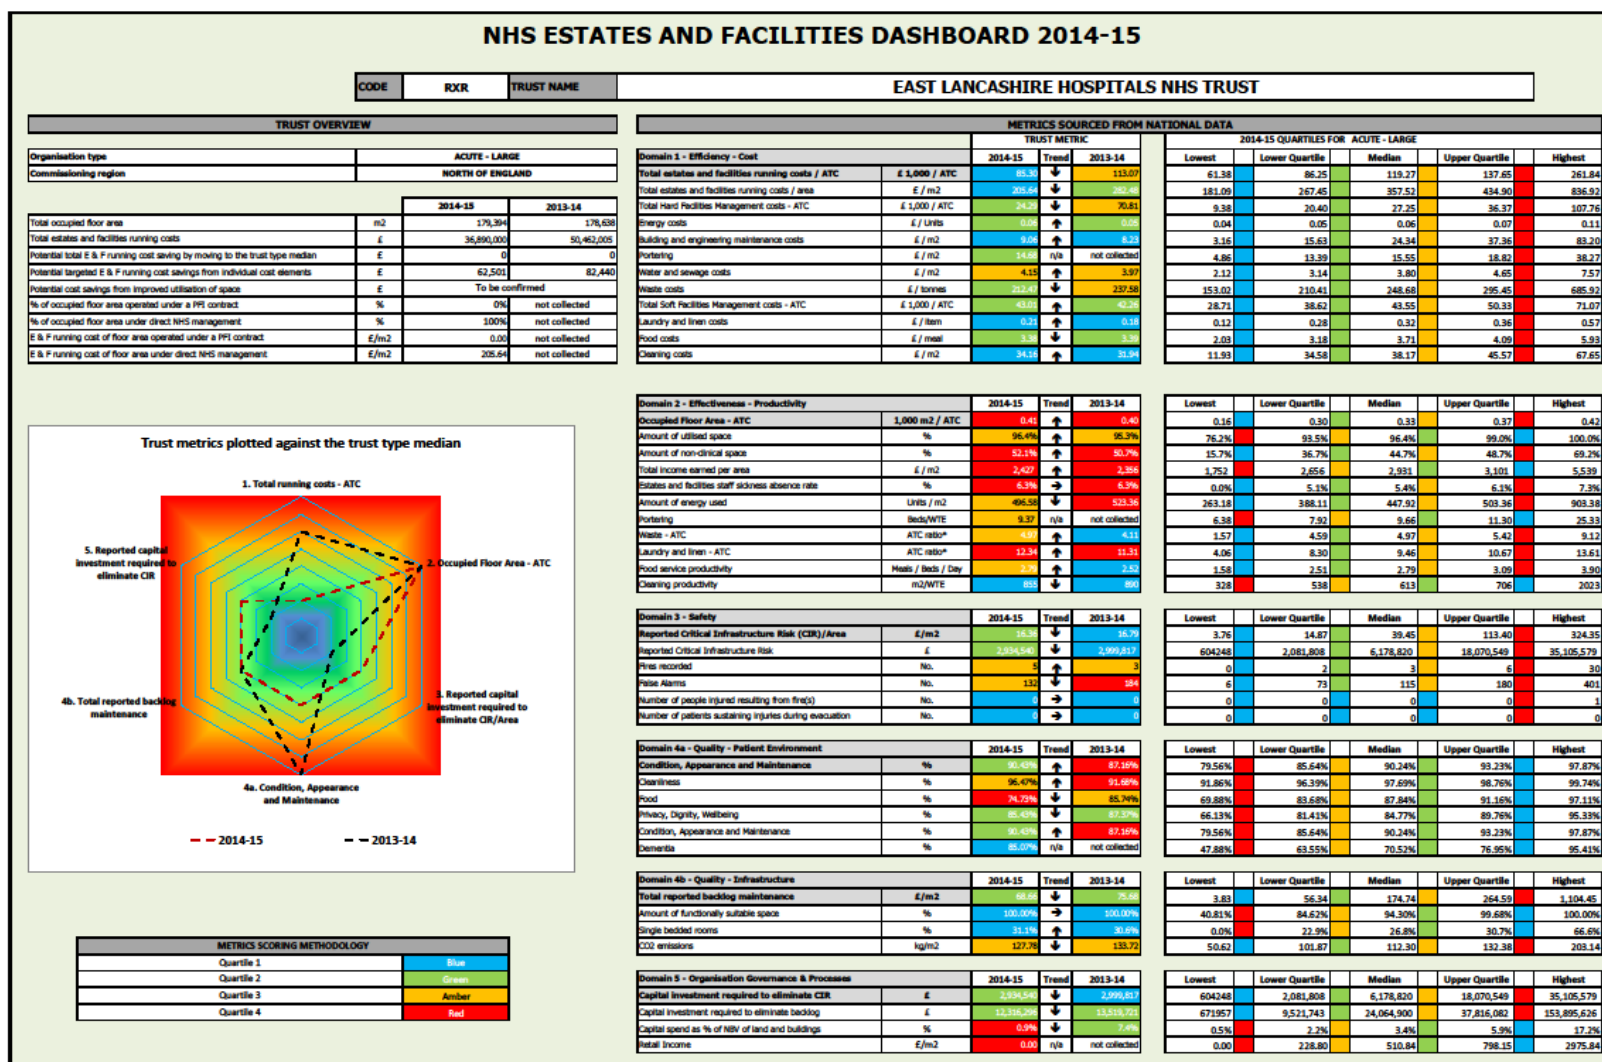 NHS ESTATES AND FACILITIES DASHBOARD 2014-15
CODE RXR TRUST NAME EAST LANCASHIRE HOSPITALS NHS TRUST
TRUST OVERVIEW
Organisation type ACUTE - LARGE
Commissioning region NORTH OF ENGLAND
2014-15 2013-14
Total occupied floor area m2 179,394 178,638
Total estates and facilities running costs £ 36,890,000 50,462,005
Potential total E & F running cost saving by moving to the trust type median £ 0 0
Potential targeted E & F running cost savings from individual cost elements £ 62,501 82,440
Potential cost savings from improved utilisation of space £ To be confirmed
% of occupied floor area operated under a PFI contract % 0% not collected
% of occupied floor area under direct NHS management % 100% not collected
E & F running cost of floor area operated under a PFI contract £/m2 0.00 not collected
E & F running cost of floor area under direct NHS management £/m2 205.64 not collected
Trust metrics plotted against the trust type median
1. Total running costs - ATC
2. Occupied Floor Area - ATC
3. Reported capital
investment required to
eliminate CIR/Area
4a. Condition, Appearance
and Maintenance
4b. Total reported backlog
maintenance
5. Reported capital
investment required to
eliminate CIR
2014-15 2013-14
METRICS SCORING METHODOLOGY
Quartile 1 Blue
Quartile 2 Green
Quartile 3 Amber
Quartile 4 Red
METRICS SOURCED FROM NATIONAL DATA
TRUST METRIC 2014-15 QUARTILES FOR ACUTE - LARGE
Domain 1 - Efficiency - Cost 2014-15 Trend 2013-14 Lowest Lower Quartile Median Upper Quartile Highest
Total estates and facilities running costs / ATC £ 1,000 / ATC 85.30 113.07 61.38 86.25 119.27 137.65 261.84
Total estates and facilities running costs / area £ / m2 205.64 282.48 181.09 267.45 357.52 434.90 836.92
Total Hard Facilities Management costs - ATC £ 1,000 / ATC 24.29 70.81 9.38 20.40 27.25 36.37 107.76
Energy costs £ / Units 0.06 0.05 0.04 0.05 0.06 0.07 0.11
Building and engineering maintenance costs £ / m2 9.06 8.23 3.16 15.63 24.34 37.36 83.20
Portering £ / m2 14.68 n/a not collected 4.86 13.39 15.55 18.82 38.27
Water and sewage costs £ / m2 4.15 3.97 2.12 3.14 3.80 4.65 7.57
Waste costs £ / tonnes 212.47 237.58 153.02 210.41 248.68 295.45 685.92
Total Soft Facilities Management costs - ATC £ 1,000 / ATC 43.01 42.26 28.71 38.62 43.55 50.33 71.07
Laundry and linen costs £ / item 0.21 0.18 0.12 0.28 0.32 0.36 0.57
Food costs £ / meal 3.38 3.39 2.03 3.18 3.71 4.09 5.93
Cleaning costs £ / m2 34.16 31.94 11.93 34.58 38.17 45.57 67.65
Domain 2 - Effectiveness - Productivity 2014-15 Trend 2013-14 Lowest Lower Quartile Median Upper Quartile Highest
Occupied Floor Area - ATC 1,000 m2 / ATC 0.41 0.40 0.16 0.30 0.33 0.37 0.42
Amount of utilised space % 96.4% 95.3% 76.2% 93.5% 96.4% 99.0% 100.0%
Amount of non-clinical space % 52.1% 50.7% 15.7% 36.7% 44.7% 48.7% 69.2%
Total income earned per area £ / m2 2,427 2,356 1,752 2,656 2,931 3,101 5,539
Estates and facilities staff sickness absence rate % 6.3% 6.3% 0.0% 5.1% 5.4% 6.1% 7.3%
Amount of energy used Units / m2 496.58 523.36 263.18 388.11 447.92 503.36 903.38
Portering Beds/WTE 9.37 n/a not collected 6.38 7.92 9.66 11.30 25.33
Waste - ATC ATC ratio* 4.97 4.11 1.57 4.59 4.97 5.42 9.12
Laundry and linen - ATC ATC ratio* 12.34 11.31 4.06 8.30 9.46 10.67 13.61
Food service productivity Meals / Beds / Day 2.79 2.52 1.58 2.51 2.79 3.09 3.90
Cleaning productivity m2/WTE 855 890 328 538 613 706 2023
Domain 3 - Safety 2014-15 Trend 2013-14 Lowest Lower Quartile Median Upper Quartile Highest
Reported Critical Infrastructure Risk (CIR)/Area £/m2 16.36 16.79 3.76 14.87 39.45 113.40 324.35
Reported Critical Infrastructure Risk £ 2,934,540 2,999,817 604248 2,081,808 6,178,820 18,070,549 35,105,579
Fires recorded No. 5 3 0 2 3 6 30
False Alarms No. 132 184 6 73 115 180 401
Number of people injured resulting from fire(s) No. 0 0 0 0 0 0 1
Number of patients sustaining injuries during evacuation No. 0 0 0 0 0 0 0
Domain 4a - Quality - Patient Environment 2014-15 Trend 2013-14 Lowest Lower Quartile Median Upper Quartile Highest
Condition, Appearance and Maintenance % 90.43% 87.16% 79.56% 85.64% 90.24% 93.23% 97.87%
Cleanliness % 96.47% 91.68% 91.86% 96.39% 97.69% 98.76% 99.74%
Food % 74.73% 85.74% 69.88% 83.68% 87.84% 91.16% 97.11%
Privacy, Dignity, Wellbeing % 85.43% 87.37% 66.13% 81.41% 84.77% 89.76% 95.33%
Condition, Appearance and Maintenance % 90.43% 87.16% 79.56% 85.64% 90.24% 93.23% 97.87%
Dementia % 85.07% n/a not collected 47.88% 63.55% 70.52% 76.95% 95.41%
Domain 4b - Quality - Infrastructure 2014-15 Trend 2013-14 Lowest Lower Quartile Median Upper Quartile Highest
Total reported backlog maintenance £/m2 68.66 75.68 3.83 56.34 174.74 264.59 1,104.45
Amount of functionally suitable space % 100.00% 100.00% 40.81% 84.62% 94.30% 99.68% 100.00%
Single bedded rooms % 31.1% 30.6% 0.0% 22.9% 26.8% 30.7% 66.6%
CO2 emissions kg/m2 127.78 133.72 50.62 101.87 112.30 132.38 203.14
Domain 5 - Organisation Governance & Processes 2014-15 Trend 2013-14 Lowest Lower Quartile Median Upper Quartile Highest
Capital investment required to eliminate CIR £ 2,934,540 2,999,817 604248 2,081,808 6,178,820 18,070,549 35,105,579
Capital investment required to eliminate backlog £ 12,316,296 13,519,721 671957 9,521,743 24,064,900 37,816,082 153,895,626
Capital spend as % of NBV of land and buildings % 0.9% 7.4% 0.5% 2.2% 3.4% 5.9% 17.2%
Retail Income £/m2 0.00 n/a not collected 0.00 228.80 510.84 798.15 2975.84